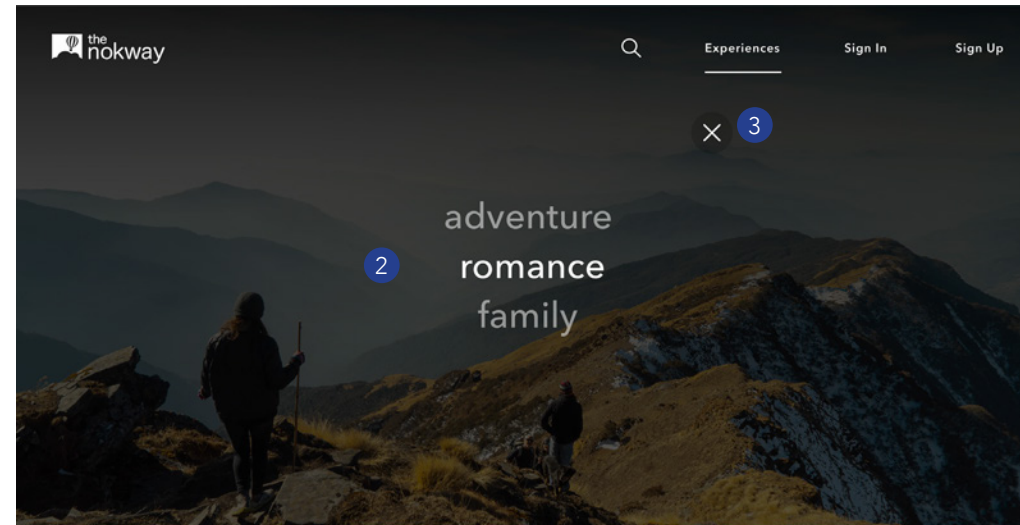 the
nokway
Experiences
Sign In
Sign Up
3
adventure
2
romance
family